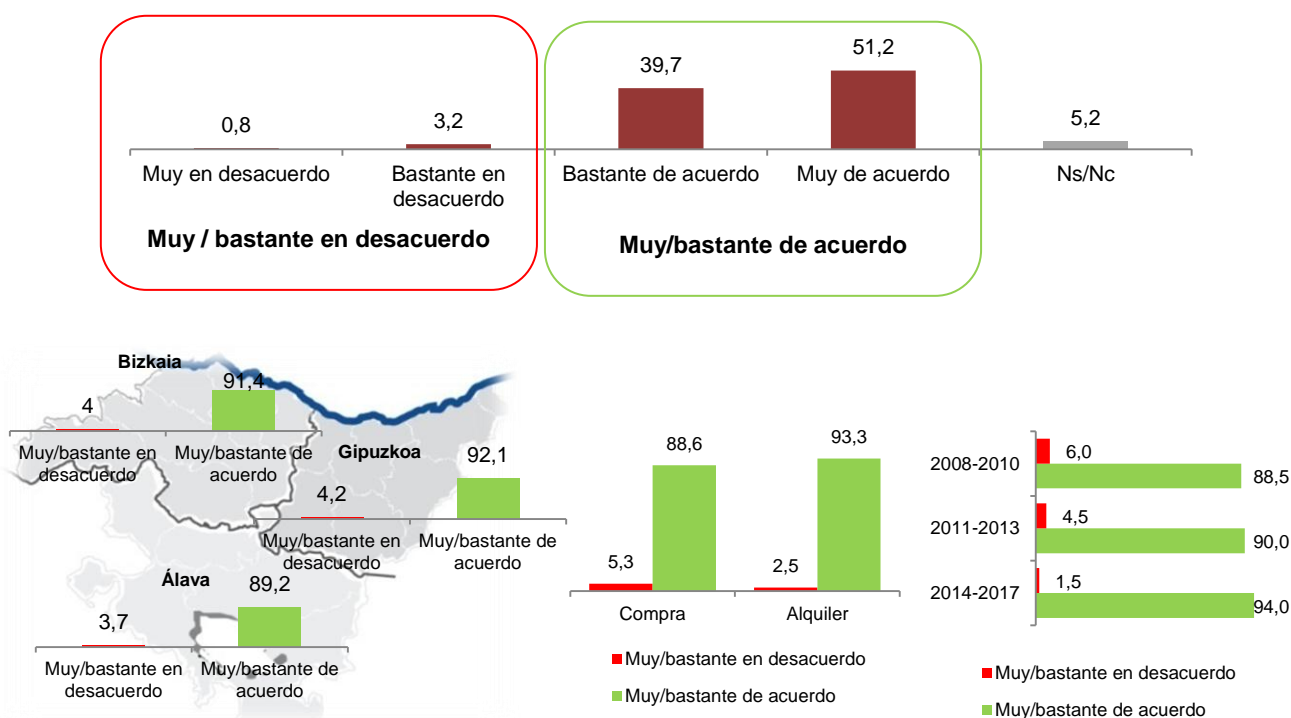 0,8
3,2
39,7
51,2
5,2
Muy en desacuerdo
Bastante en
desacuerdo
Bastante de acuerdo
Muy de acuerdo
Ns/Nc
Muy / bastante en desacuerdo
Muy/bastante de acuerdo
Bizkaia
4
91,4
Muy/bastante en
desacuerdo
Muy/bastante de
acuerdo
Gipuzkoa
4,2
92,1
Muy/bastante en
desacuerdo
Muy/bastante de
acuerdo
Álava
3,7
89,2
Muy/bastante en
desacuerdo
Muy/bastante de
acuerdo
5,3
88,6
2,5
93,3
Compra
Alquiler
Muy/bastante en desacuerdo
Muy/bastante de acuerdo
2008-2010
6,0
88,5
2011-2013
4,5
90,0
2014-2017
1,5
94,0
Muy/bastante en desacuerdo
Muy/bastante de acuerdo